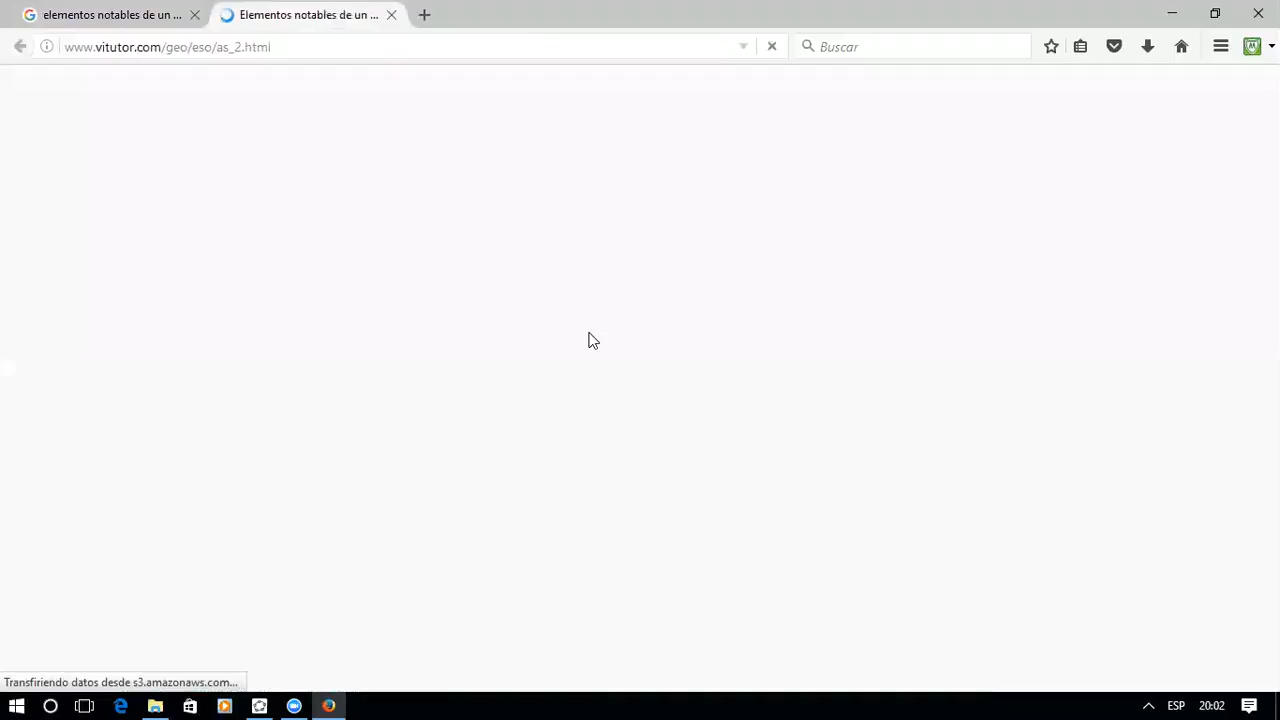 elementos notables de un ...
Elementos notables de un ...
www.vitutor.com/geo/eso/as_2.html
Buscar
Transfiriendo datos desde s3.amazonaws.com...
ESP
20:02